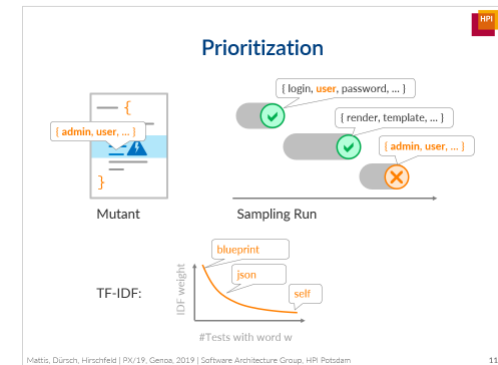 HPI
Prioritization
{ login, user, password, ... }
{ render, template, ... }
{ admin, user, ... }
{
{ admin, user, ... }
}
Mutant
Sampling Run
TF-IDF:
IDF weight
blueprint
json
self
#Tests with word w
Mattis, Dürsch, Hirschfeld | PX/19, Genoa, 2019 | Software Architecture Group, HPI Potsdam
11